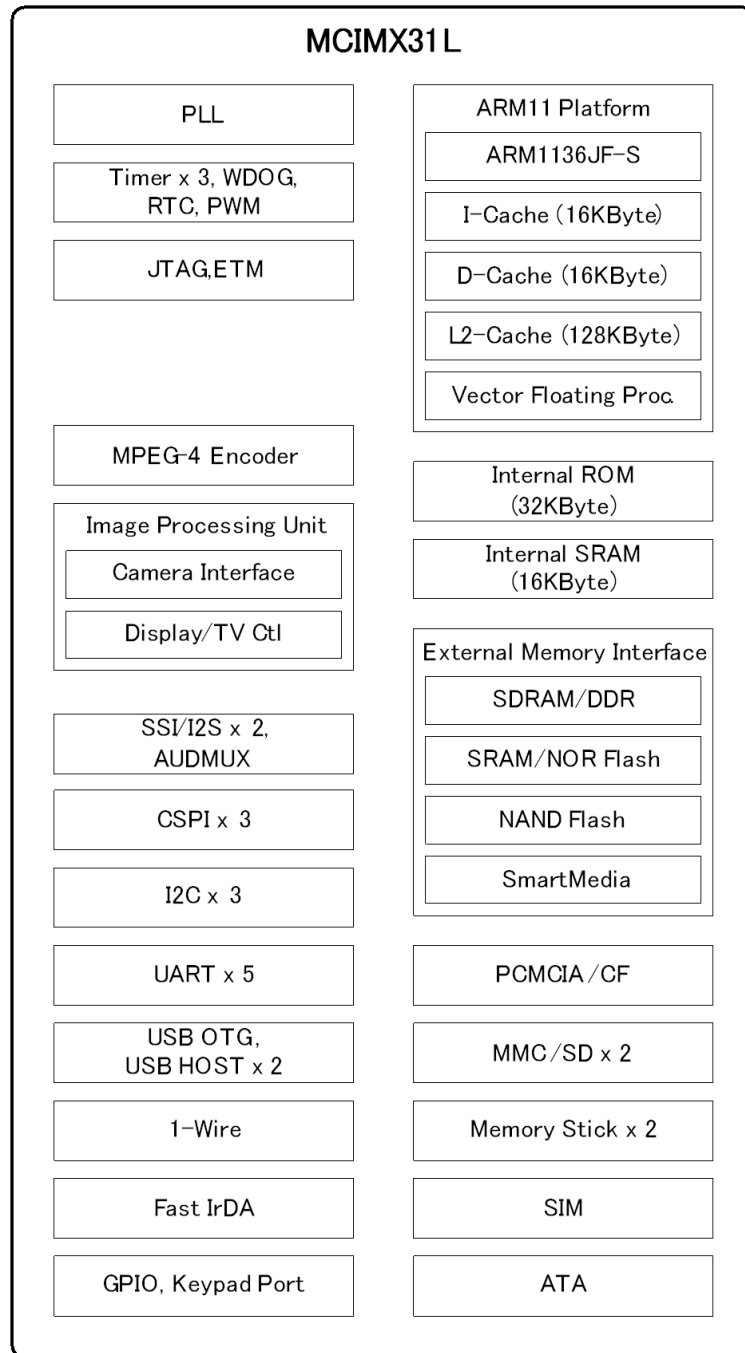 MCIMX31L
PLL
Timer x 3, WDOG,
RTC, PWM
JTAG,ETM
MPEG-4 Encoder
Image Processing Unit
Camera Interface
Display/TV Ctl
SSI/I2S x 2,
AUDMUX
CSPI x 3
I2C x 3
UART x 5
USB OTG,
USB HOST x 2
1-Wire
Fast IrDA
GPIO, Keypad Port
ARM11 Platform
ARM1136JF-S
I-Cache (16KByte)
D-Cache (16KByte)
L2-Cache (128KByte)
Vector Floating Proc.
Internal ROM
(32KByte)
Internal SRAM
(16KByte)
External Memory Interface
SDRAM/DDR
SRAM/NOR Flash
NAND Flash
SmartMedia
PCMCIA/CF
MMC/SD x 2
Memory Stick x 2
SIM
ATA